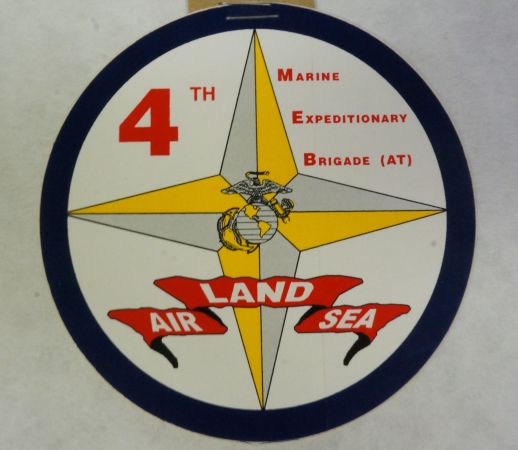 4TH
MARINE
EXPEDITIONARY
BRIGADE (AT)
LAND
AIR SEA